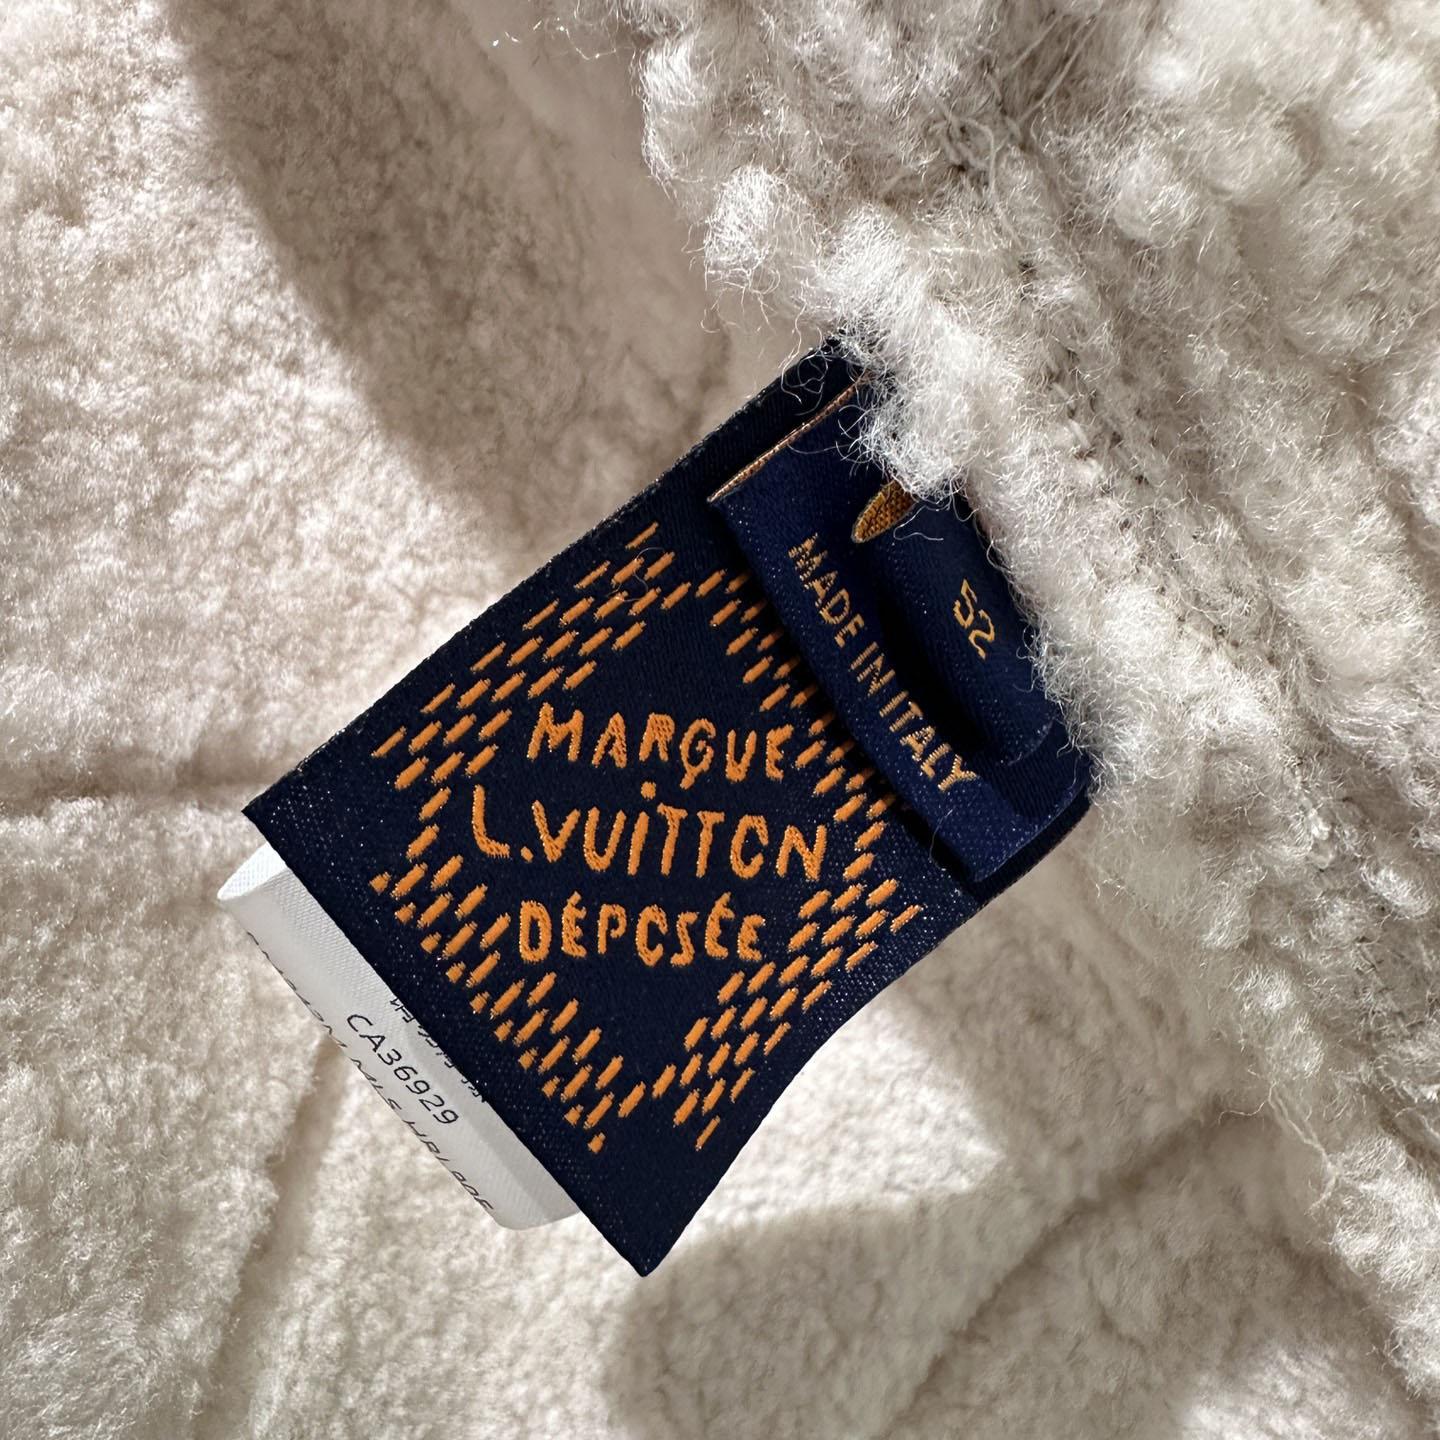 MARQUE
L.VUITTON
DÉPOSÉE
MADE IN ITALY
52
CA36929